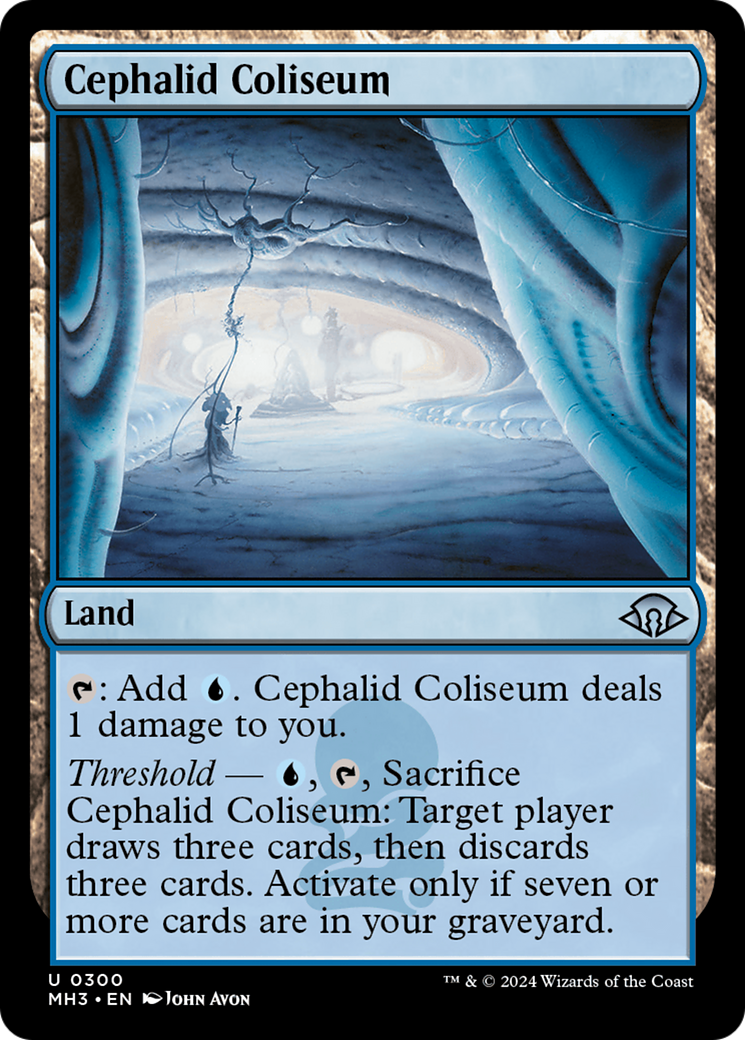 Cephalid Coliseum
Land
: Add . Cephalid Coliseum deals
1 damage to you.
Threshold — , , Sacrifice
Cephalid Coliseum: Target player
draws three cards, then discards
three cards. Activate only if seven or
more cards are in your graveyard.
U 0300
MH3 • EN John Avon
™ & © 2024 Wizards of the Coast